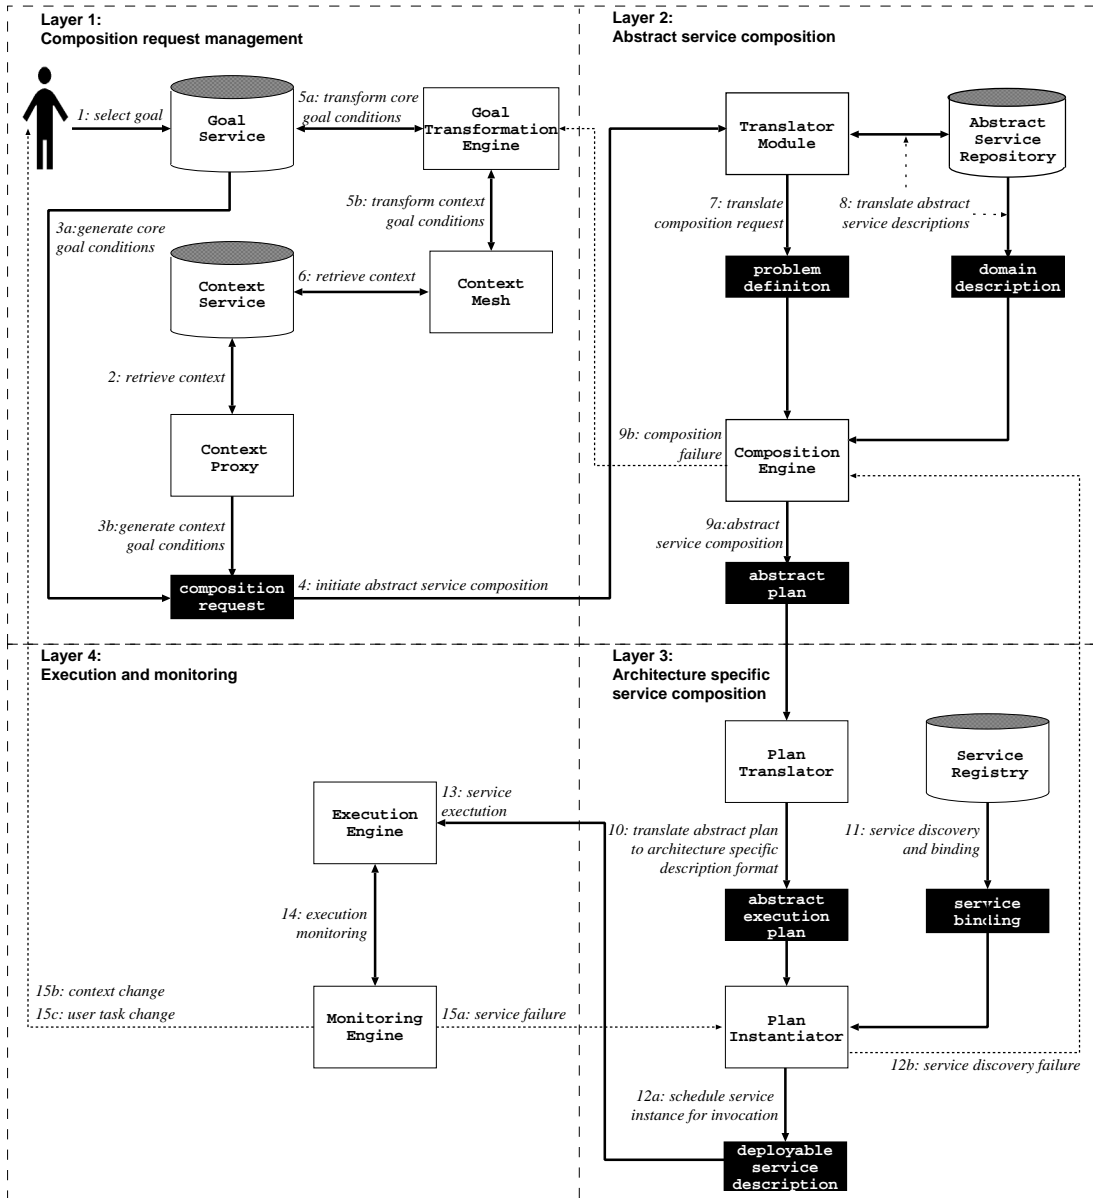 Layer 1:
Composition request management
1: select goal
Goal
Service
5a: transform core
goal conditions
Goal
Transformation
Engine
3a:generate core
goal conditions
5b: transform context
goal conditions
Context
Service
6: retrieve context
Context
Mesh
2: retrieve context
Context
Proxy
3b:generate context
goal conditions
composition
request
4: initiate abstract service composition
Layer 2:
Abstract service composition
Translator
Module
Abstract
Service
Repository
7: translate
composition request
8: translate abstract
service descriptions
problem
definiton
domain
description
9b: composition
failure
Composition
Engine
9a:abstract
service composition
abstract
plan
Layer 4:
Execution and monitoring
Execution
Engine
13: service
exectution
14: execution
monitoring
15b: context change
15c: user task change
Monitoring
Engine
15a: service failure
Layer 3:
Architecture specific
service composition
Plan
Translator
Service
Registry
10: translate abstract plan
to architecture specific
description format
11: service discovery
and binding
abstract
execution
plan
service
binding
Plan
Instantiator
12b: service discovery failure
12a: schedule service
instance for invocation
deployable
service
description